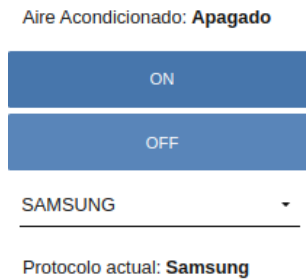 Aire Acondicionado: Apagado
ON
OFF
SAMSUNG
Protocolo actual: Samsung